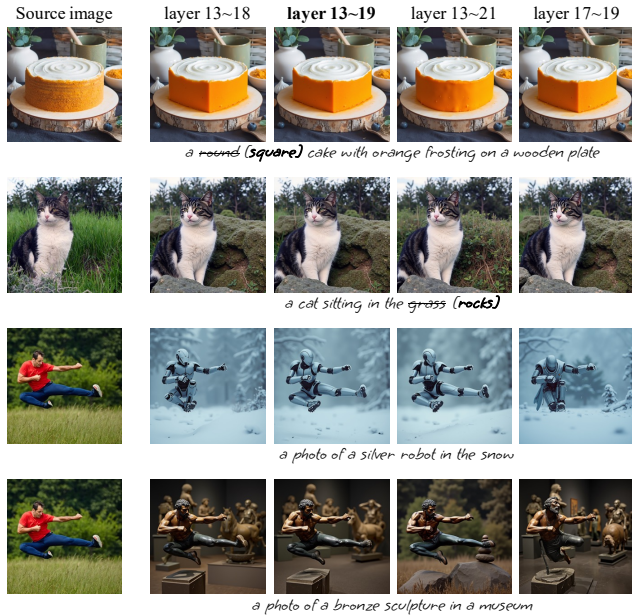 Source image layer 13~18 layer 13~19 layer 13~21 layer 17~19
a round [square] cake with orange frosting on a wooden plate
a cat sitting in the grass [rocks]
a photo of a silver robot in the snow
a photo of a bronze sculpture in a museum